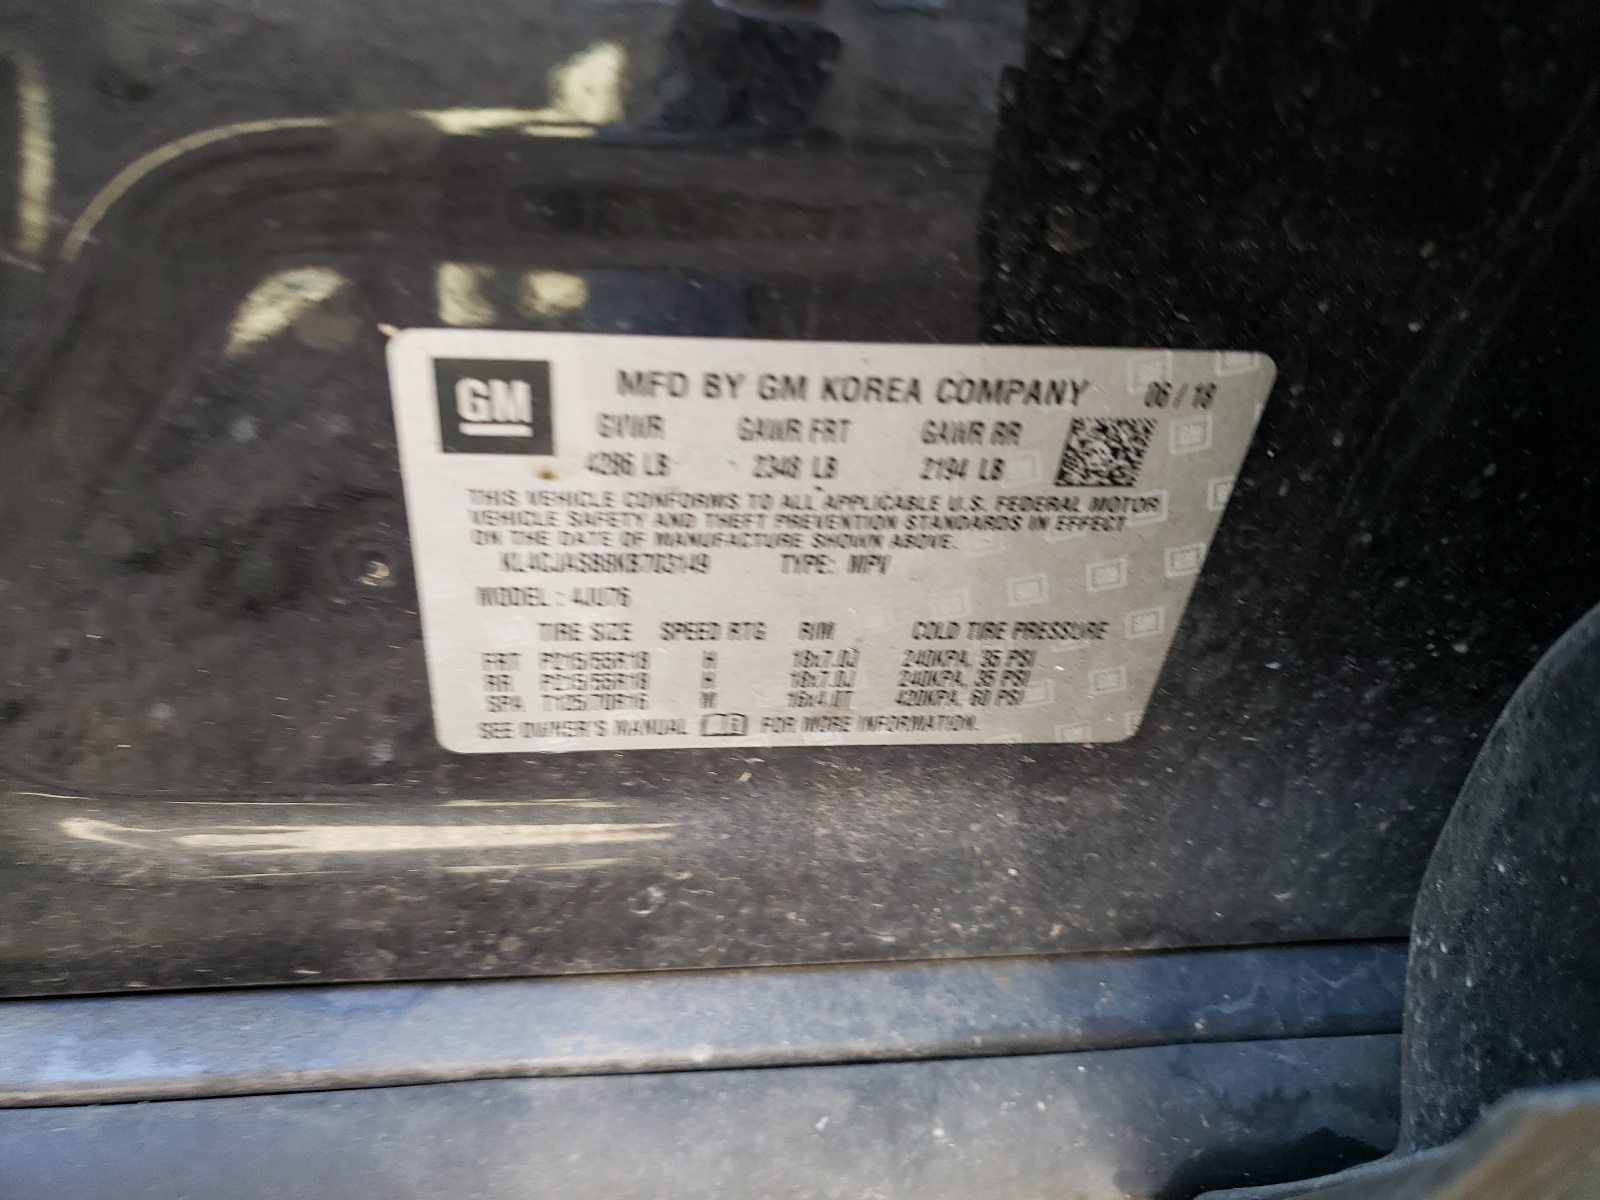 GM
MFD BY GM KOREA COMPANY 06 / 18
GVWR GAWR FRT GAWR RR
4286 LB 2348 LB 2194 LB
THIS VEHICLE CONFORMS TO ALL APPLICABLE U.S. FEDERAL MOTOR
VEHICLE SAFETY AND THEFT PREVENTION STANDARDS IN EFFECT
ON THE DATE OF MANUFACTURE SHOWN ABOVE.
KL4CJASB8KB703149 TYPE: MPV
MODEL : 4JU76
TIRE SIZE SPEED RTG RIM COLD TIRE PRESSURE
FRT P215/55R18 H 18x7.0J 240KPA, 35 PSI
RR P215/55R18 H 18x7.0J 240KPA, 35 PSI
SPA T125/70R16 M 16x4.0T 420KPA, 60 PSI
SEE OWNER'S MANUAL FOR MORE INFORMATION.